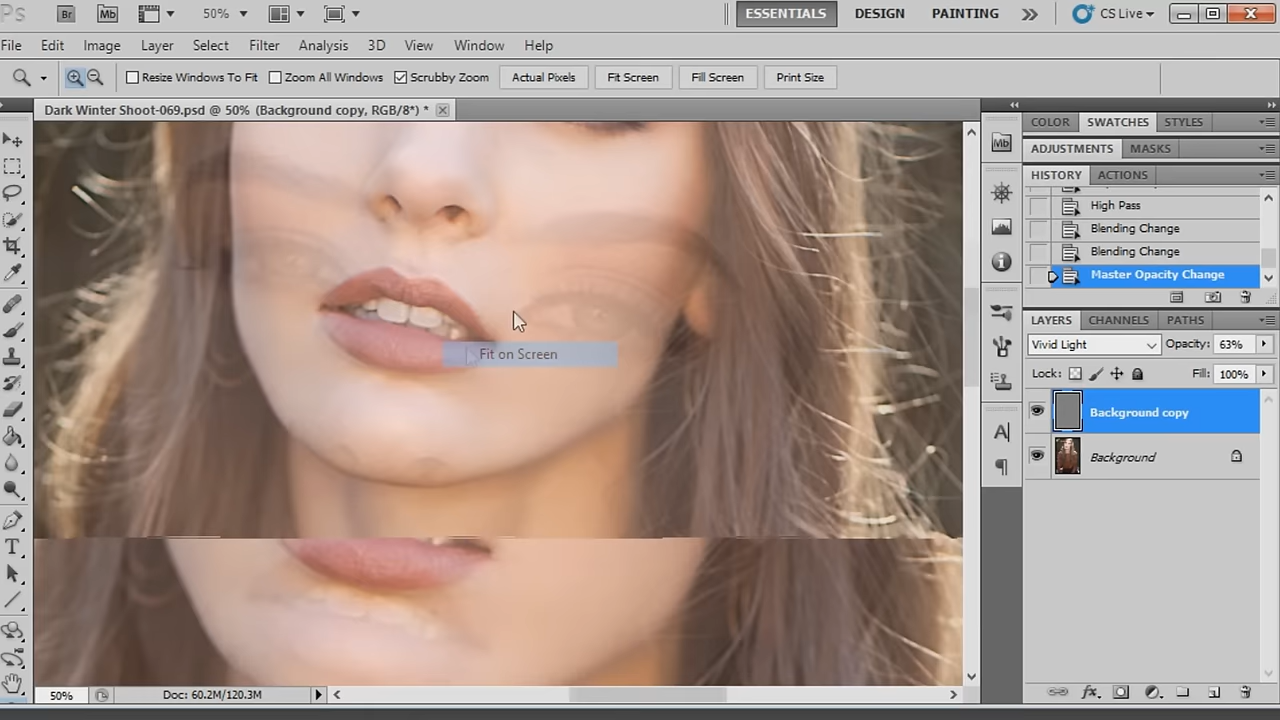 Ps Br Mb 50% ESSENTIALS DESIGN PAINTING CS Live
File Edit Image Layer Select Filter Analysis 3D View Window Help
Resize Windows To Fit Zoom All Windows Scrubby Zoom Actual Pixels Fit Screen Fill Screen Print Size
Dark Winter Shoot-069.psd @ 50% (Background copy, RGB/8*) *
COLOR SWATCHES STYLES
Mb
ADJUSTMENTS MASKS
HISTORY ACTIONS
High Pass
Blending Change
Blending Change
Master Opacity Change
LAYERS CHANNELS PATHS
Vivid Light Opacity: 63%
Fit on Screen
Lock: Fill: 100%
Background copy
Background
50% Doc: 60.2M/120.3M